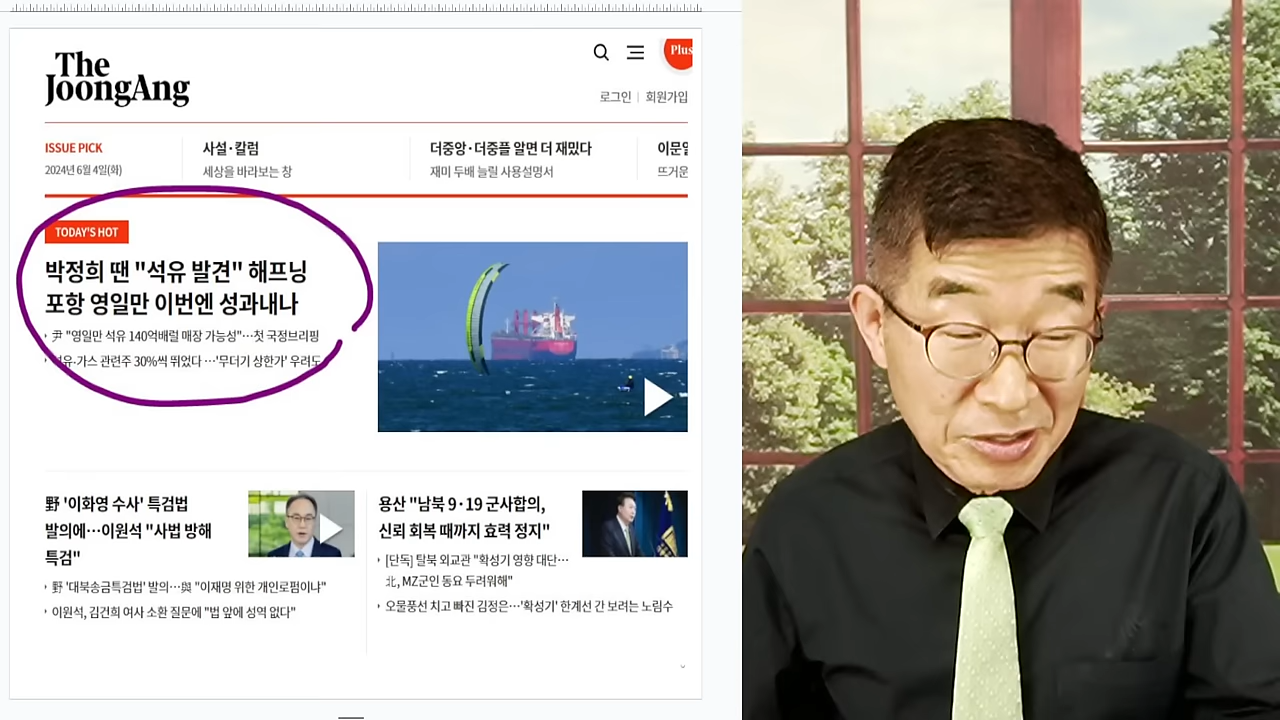 The
JoongAng
Plus
로그인 | 회원가입
ISSUE PICK
2024년 6월 4일(화)
사설·칼럼
세상을 바라보는 창
더중앙·더중플 알면 더 재밌다
재미 두배 늘릴 사용설명서
이문열
뜨거운
TODAY'S HOT
박정희 땐 "석유 발견" 해프닝
포항 영일만 이번엔 성과내나
尹 "영일만 석유 140억배럴 매장 가능성"…첫 국정브리핑
석유·가스 관련주 30%씩 뛰었다…'무더기 상한가' 우려도
野 '이화영 수사' 특검법
발의에…이원석 "사법 방해
특검"
野 '대북송금특검법' 발의…與 "이재명 위한 개인로펌이냐"
이원석, 김건희 여사 소환 질문에 "법 앞에 성역 없다"
용산 "남북 9·19 군사합의,
신뢰 회복 때까지 효력 정지"
[단독] 탈북 외교관 "확성기 영향 대단…
北, MZ군인 동요 두려워해"
오물풍선 치고 빠진 김정은…'확성기' 한계선 간 보려는 노림수